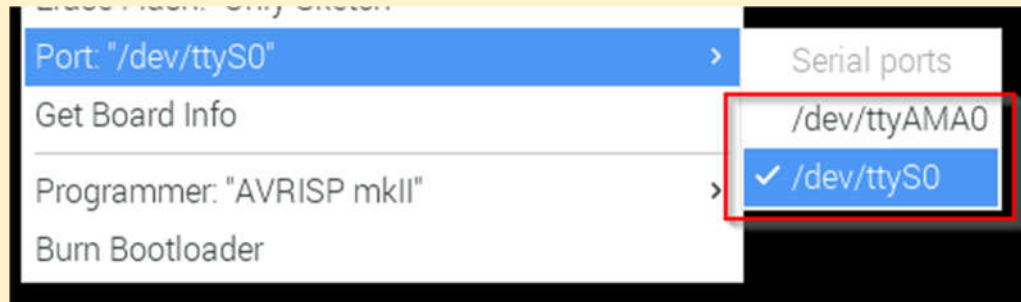 Port: "/dev/ttyS0"
Serial ports
Get Board Info
/dev/ttyAMA0
Programmer: "AVRISP mkII"
/dev/ttyS0
Burn Bootloader